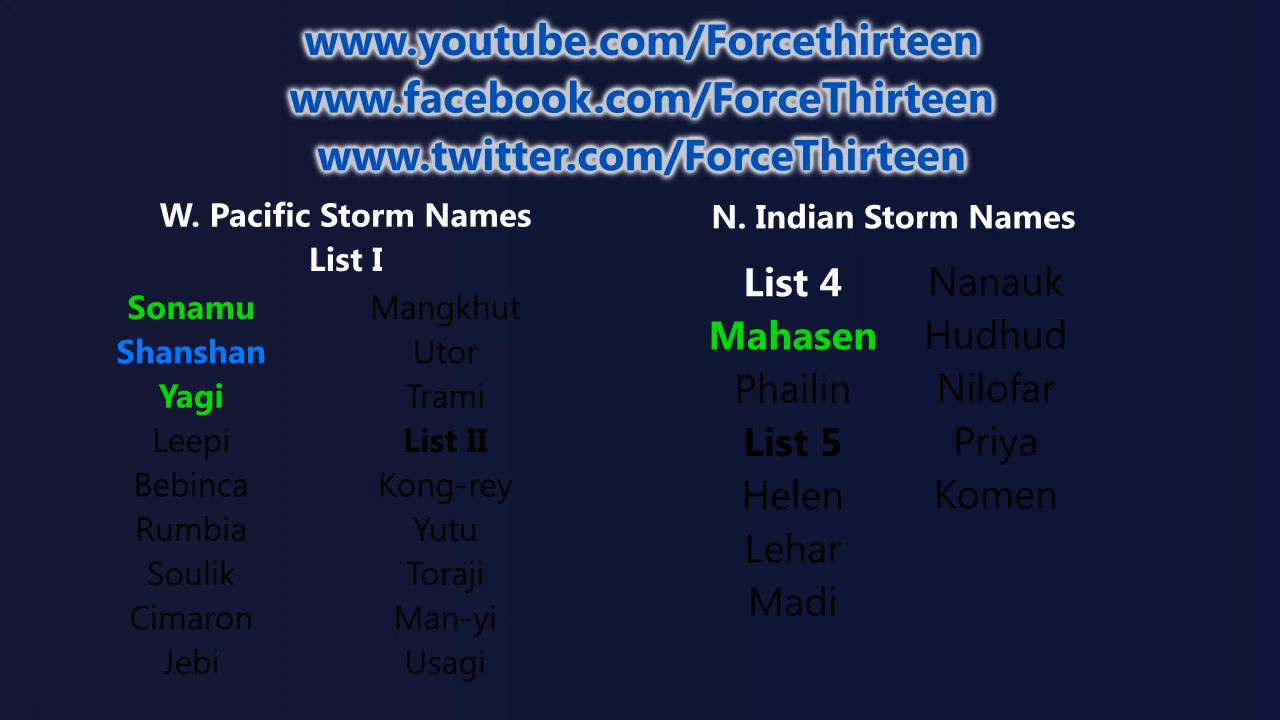 www.youtube.com/Forcethirteen
www.facebook.com/ForceThirteen
www.twitter.com/ForceThirteen
W. Pacific Storm Names
List I
Sonamu
Shanshan
Yagi
Leepi
Bebinca
Rumbia
Soulik
Cimaron
Jebi
Mangkhut
Utor
Trami
List II
Kong-rey
Yutu
Toraji
Man-yi
Usagi
N. Indian Storm Names
List 4
Mahasen
Phailin
List 5
Helen
Lehar
Madi
Nanauk
Hudhud
Nilofar
Priya
Komen